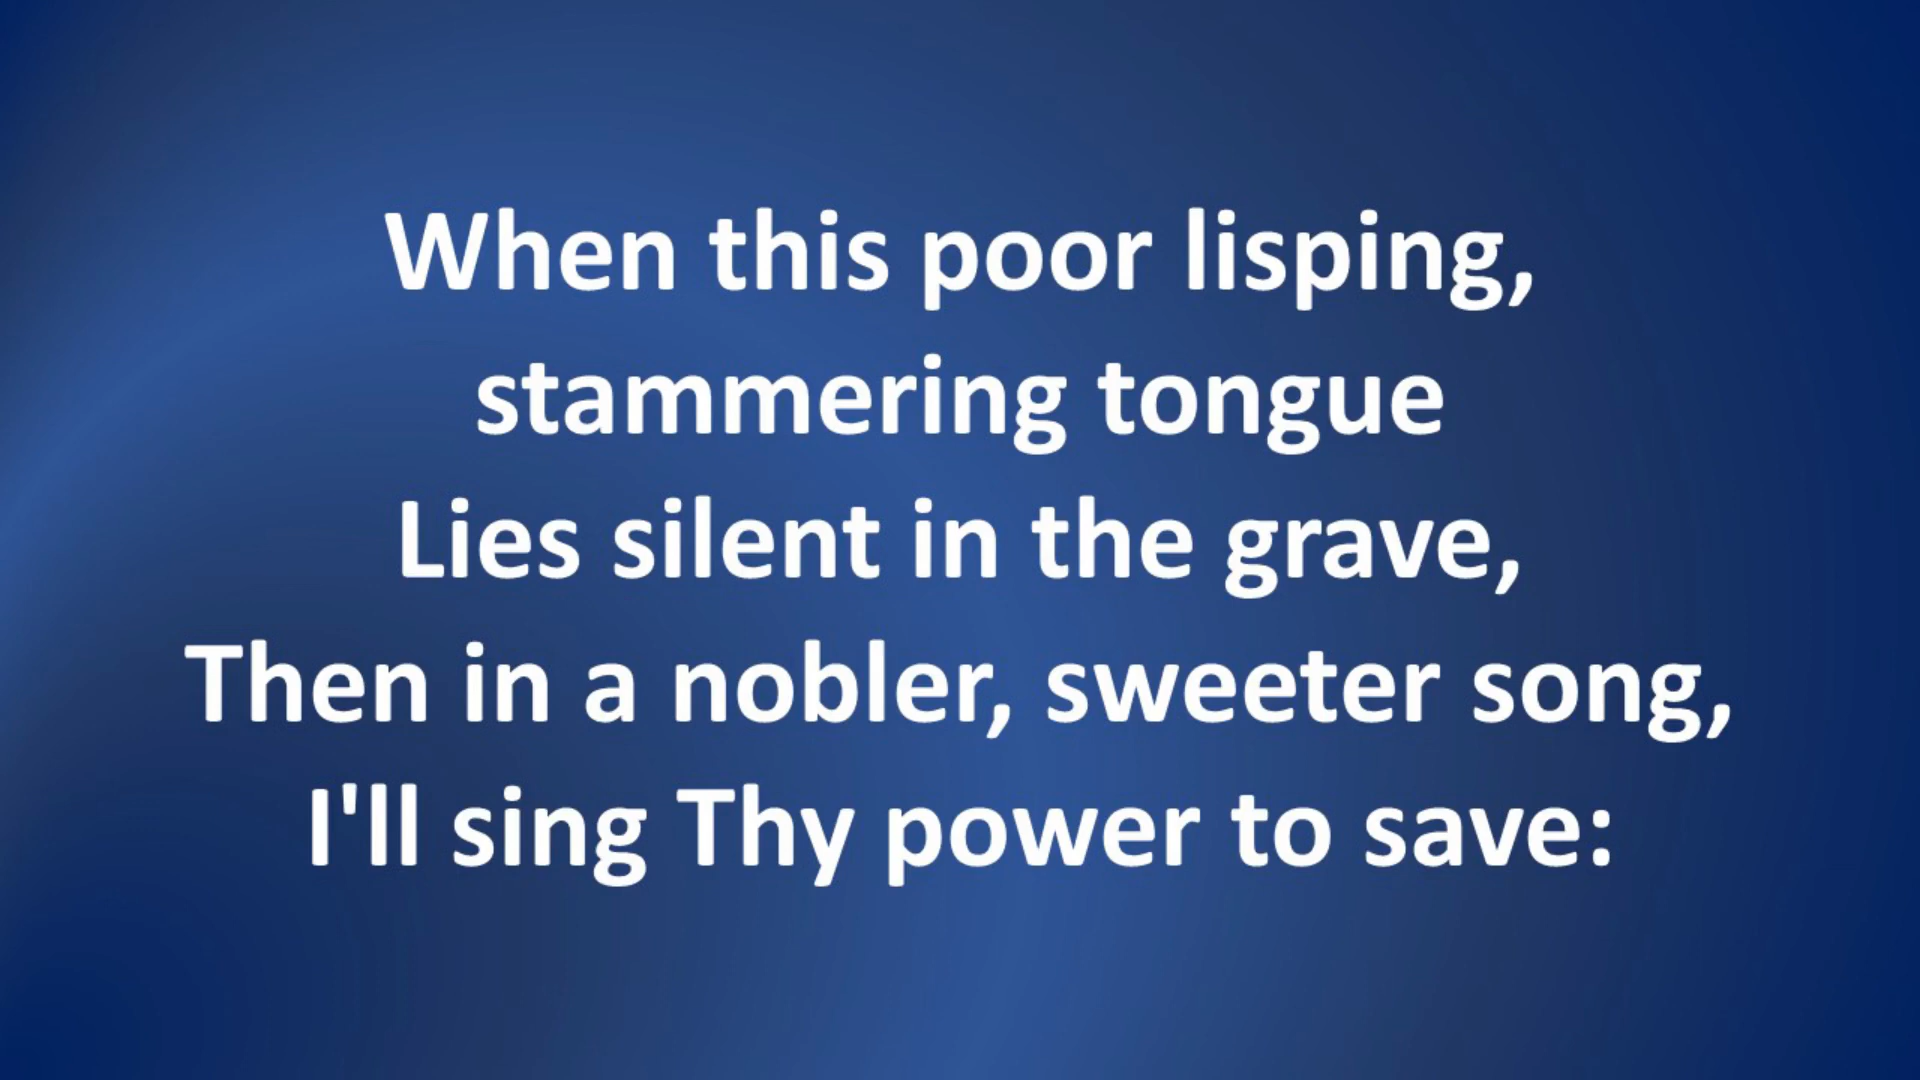 When this poor lisping,
stammering tongue
Lies silent in the grave,
Then in a nobler, sweeter song,
I'll sing Thy power to save: